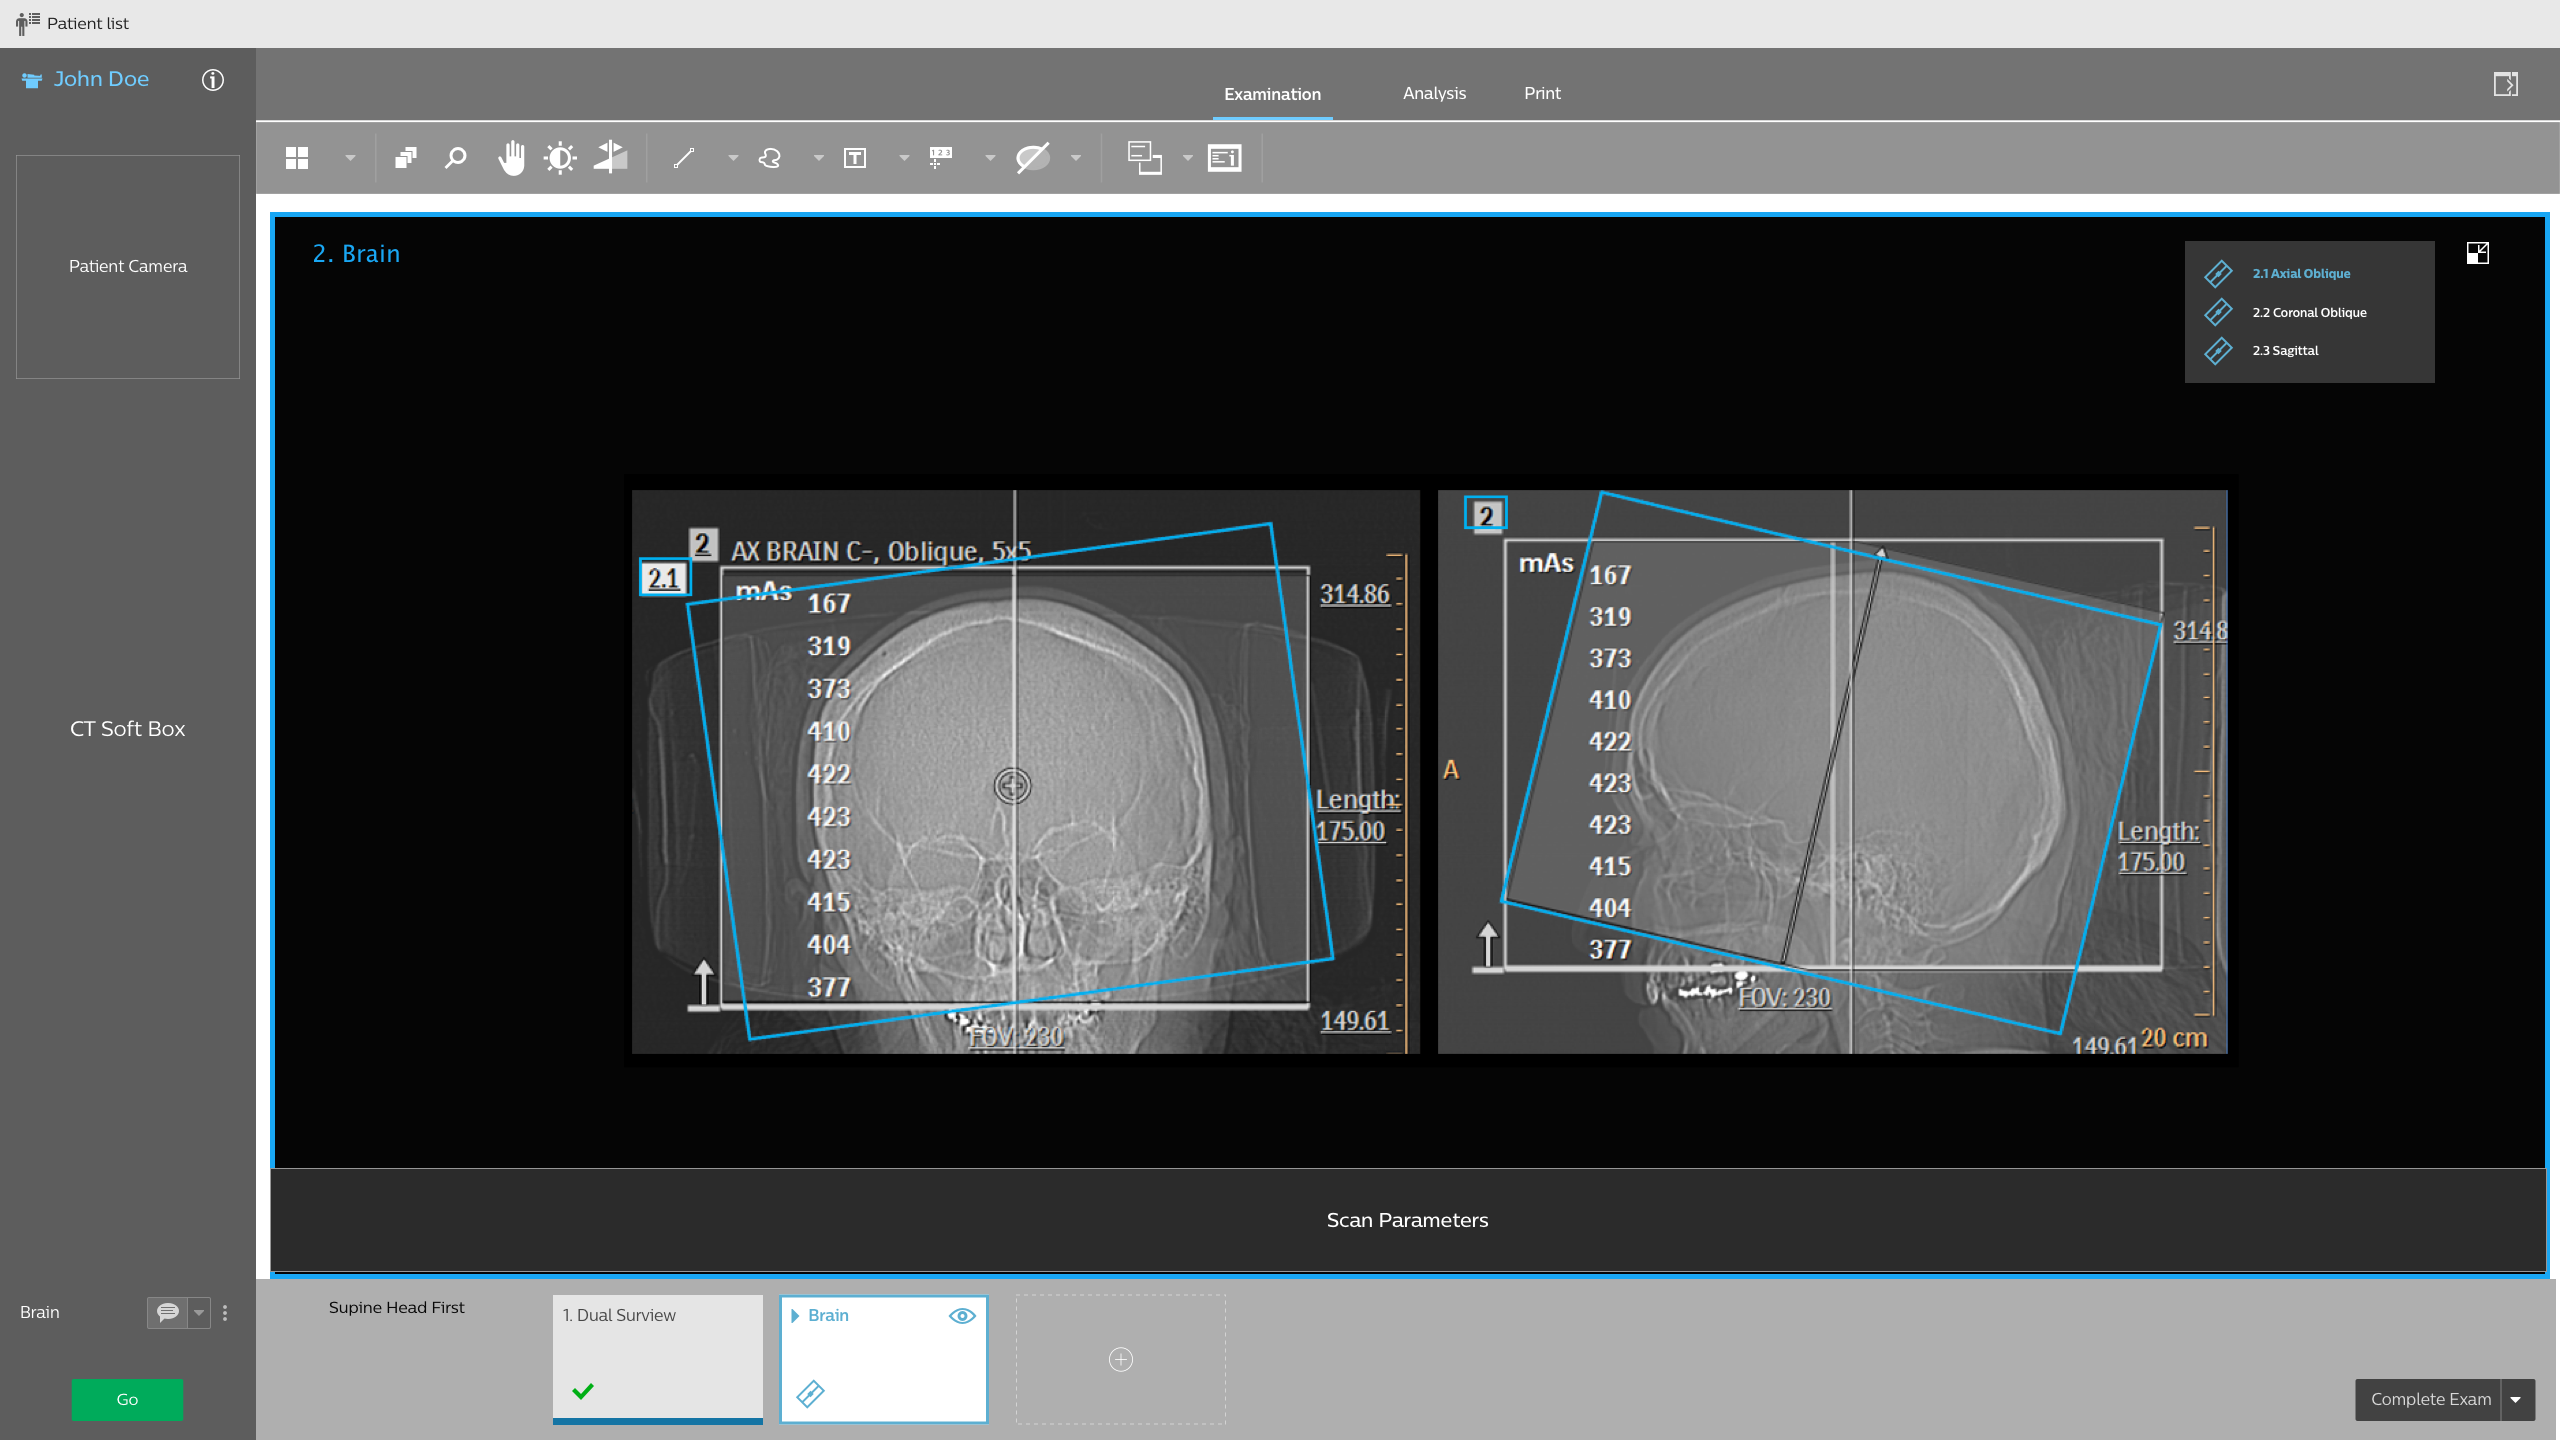 Patient list
John Doe
Examination
Analysis
Print
Patient Camera
CT Soft Box
1 2 3
2. Brain
2.1 Axial Oblique
2.2 Coronal Oblique
2.3 Sagittal
2
AX BRAIN C-, Oblique, 5x5
2.1
mAs
167
319
373
410
422
423
423
415
404
377
314.86
Length:
175.00
149.61
FOV: 230
2
mAs
167
319
373
410
422
423
423
415
404
377
A
314.8
Length:
175.00
FOV: 230
149.61
20 cm
Scan Parameters
Brain
Go
Supine Head First
1. Dual Surview
Brain
Complete Exam